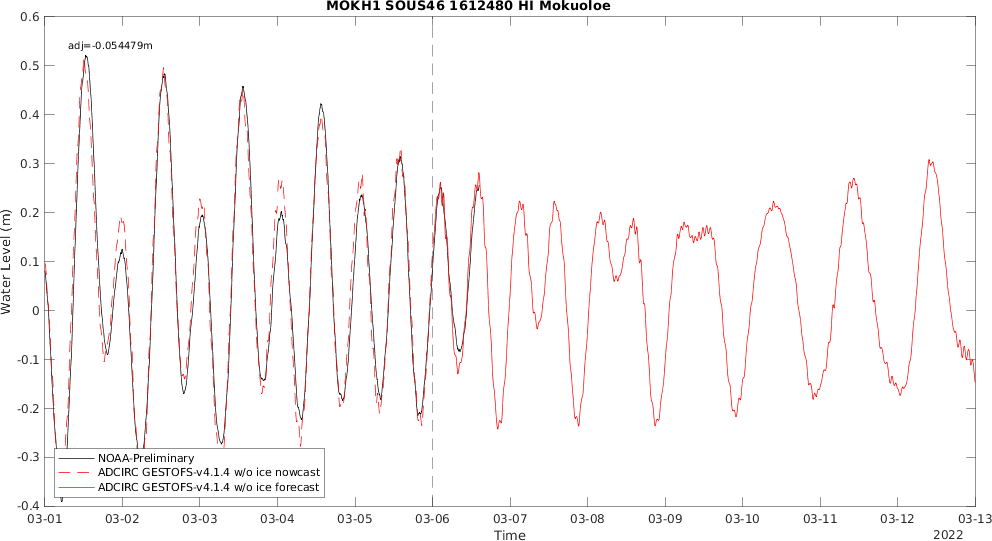 MOKH1 SOUS46 1612480 HI Mokuoloe
adj=-0.054479m
Water Level (m)
0.6
0.5
0.4
0.3
0.2
0.1
0
-0.1
-0.2
-0.3
-0.4
NOAA-Preliminary
ADCIRC GESTOFS-v4.1.4 w/o ice nowcast
ADCIRC GESTOFS-v4.1.4 w/o ice forecast
03-01 03-02 03-03 03-04 03-05 03-06 03-07 03-08 03-09 03-10 03-11 03-12 03-13
Time
2022